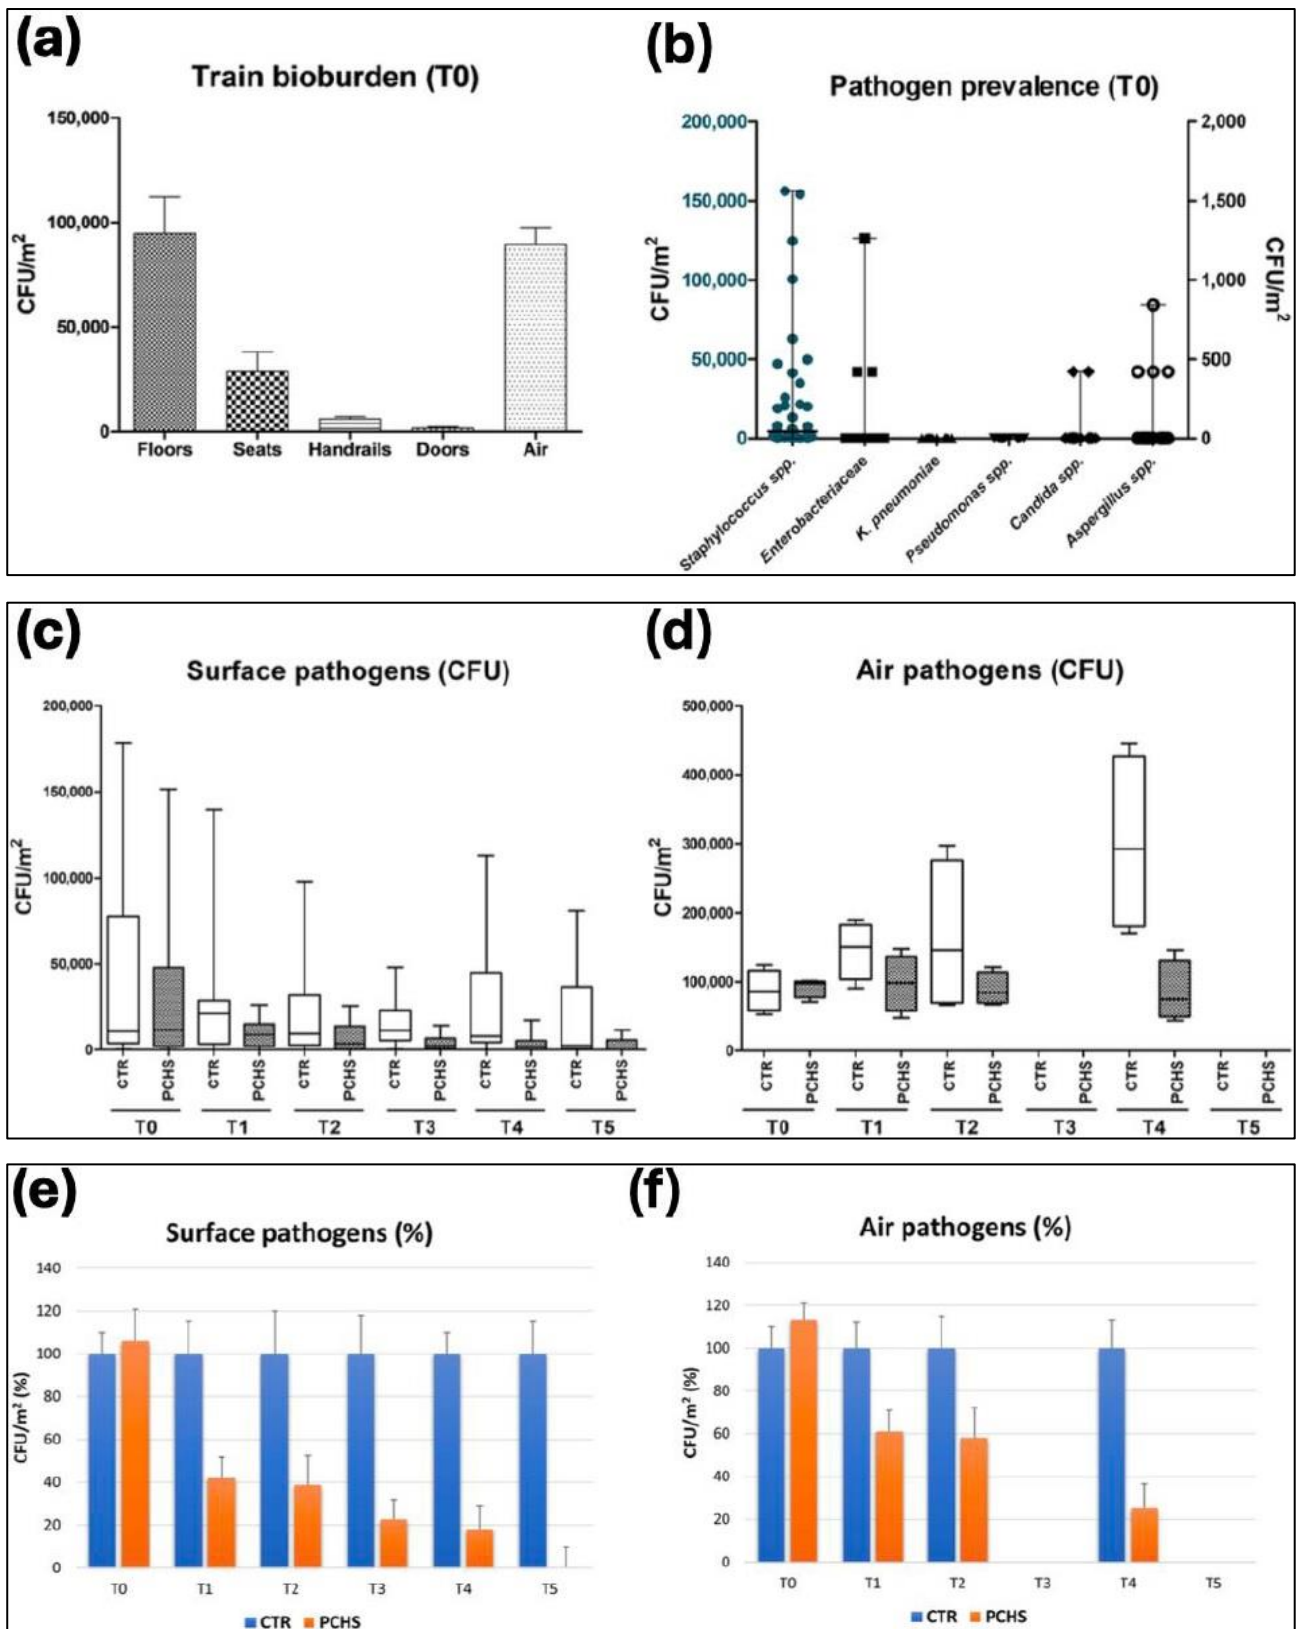 (a)
Train bioburden (T0)
CFU/m²
150,000
100,000
50,000
0
Floors Seats Handrails Doors Air
(b)
Pathogen prevalence (T0)
CFU/m²
200,000
150,000
100,000
50,000
0
2,000
1,500
1,000
500
0
CFU/m²
Staphylococcus spp.
Enterobacteriaceae
K. pneumoniae
Pseudomonas spp.
Candida spp.
Aspergillus spp.
(c)
Surface pathogens (CFU)
CFU/m²
200,000
150,000
100,000
50,000
0
CTR PCHS CTR PCHS CTR PCHS CTR PCHS CTR PCHS CTR PCHS
T0 T1 T2 T3 T4 T5
(d)
Air pathogens (CFU)
CFU/m²
500,000
400,000
300,000
200,000
100,000
0
CTR PCHS CTR PCHS CTR PCHS CTR PCHS CTR PCHS CTR PCHS
T0 T1 T2 T3 T4 T5
(e)
Surface pathogens (%)
CFU/m² (%)
140
120
100
80
60
40
20
0
T0 T1 T2 T3 T4 T5
CTR PCHS
(f)
Air pathogens (%)
CFU/m² (%)
140
120
100
80
60
40
20
0
T0 T1 T2 T3 T4 T5
CTR PCHS